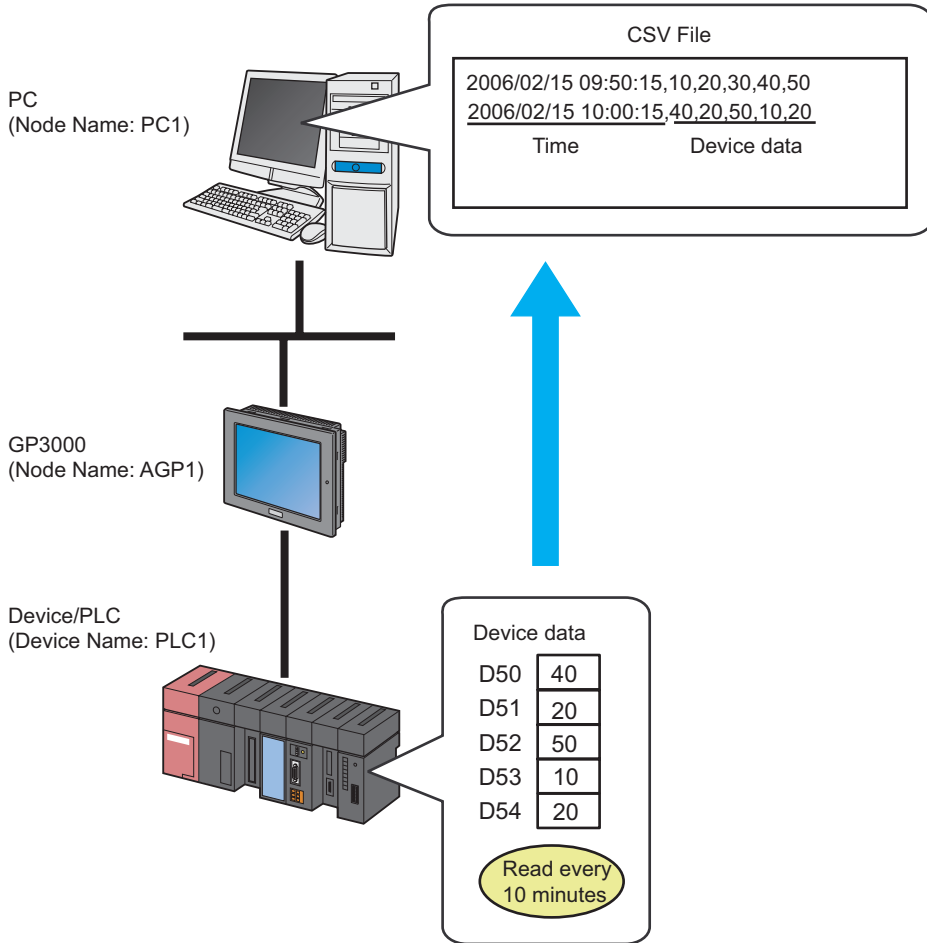 CSV File
2006/02/15 09:50:15,10,20,30,40,50
2006/02/15 10:00:15,40,20,50,10,20
Time Device data
PC
(Node Name: PC1)
GP3000
(Node Name: AGP1)
Device/PLC
(Device Name: PLC1)
Device data
D50 40
D51 20
D52 50
D53 10
D54 20
Read every
10 minutes